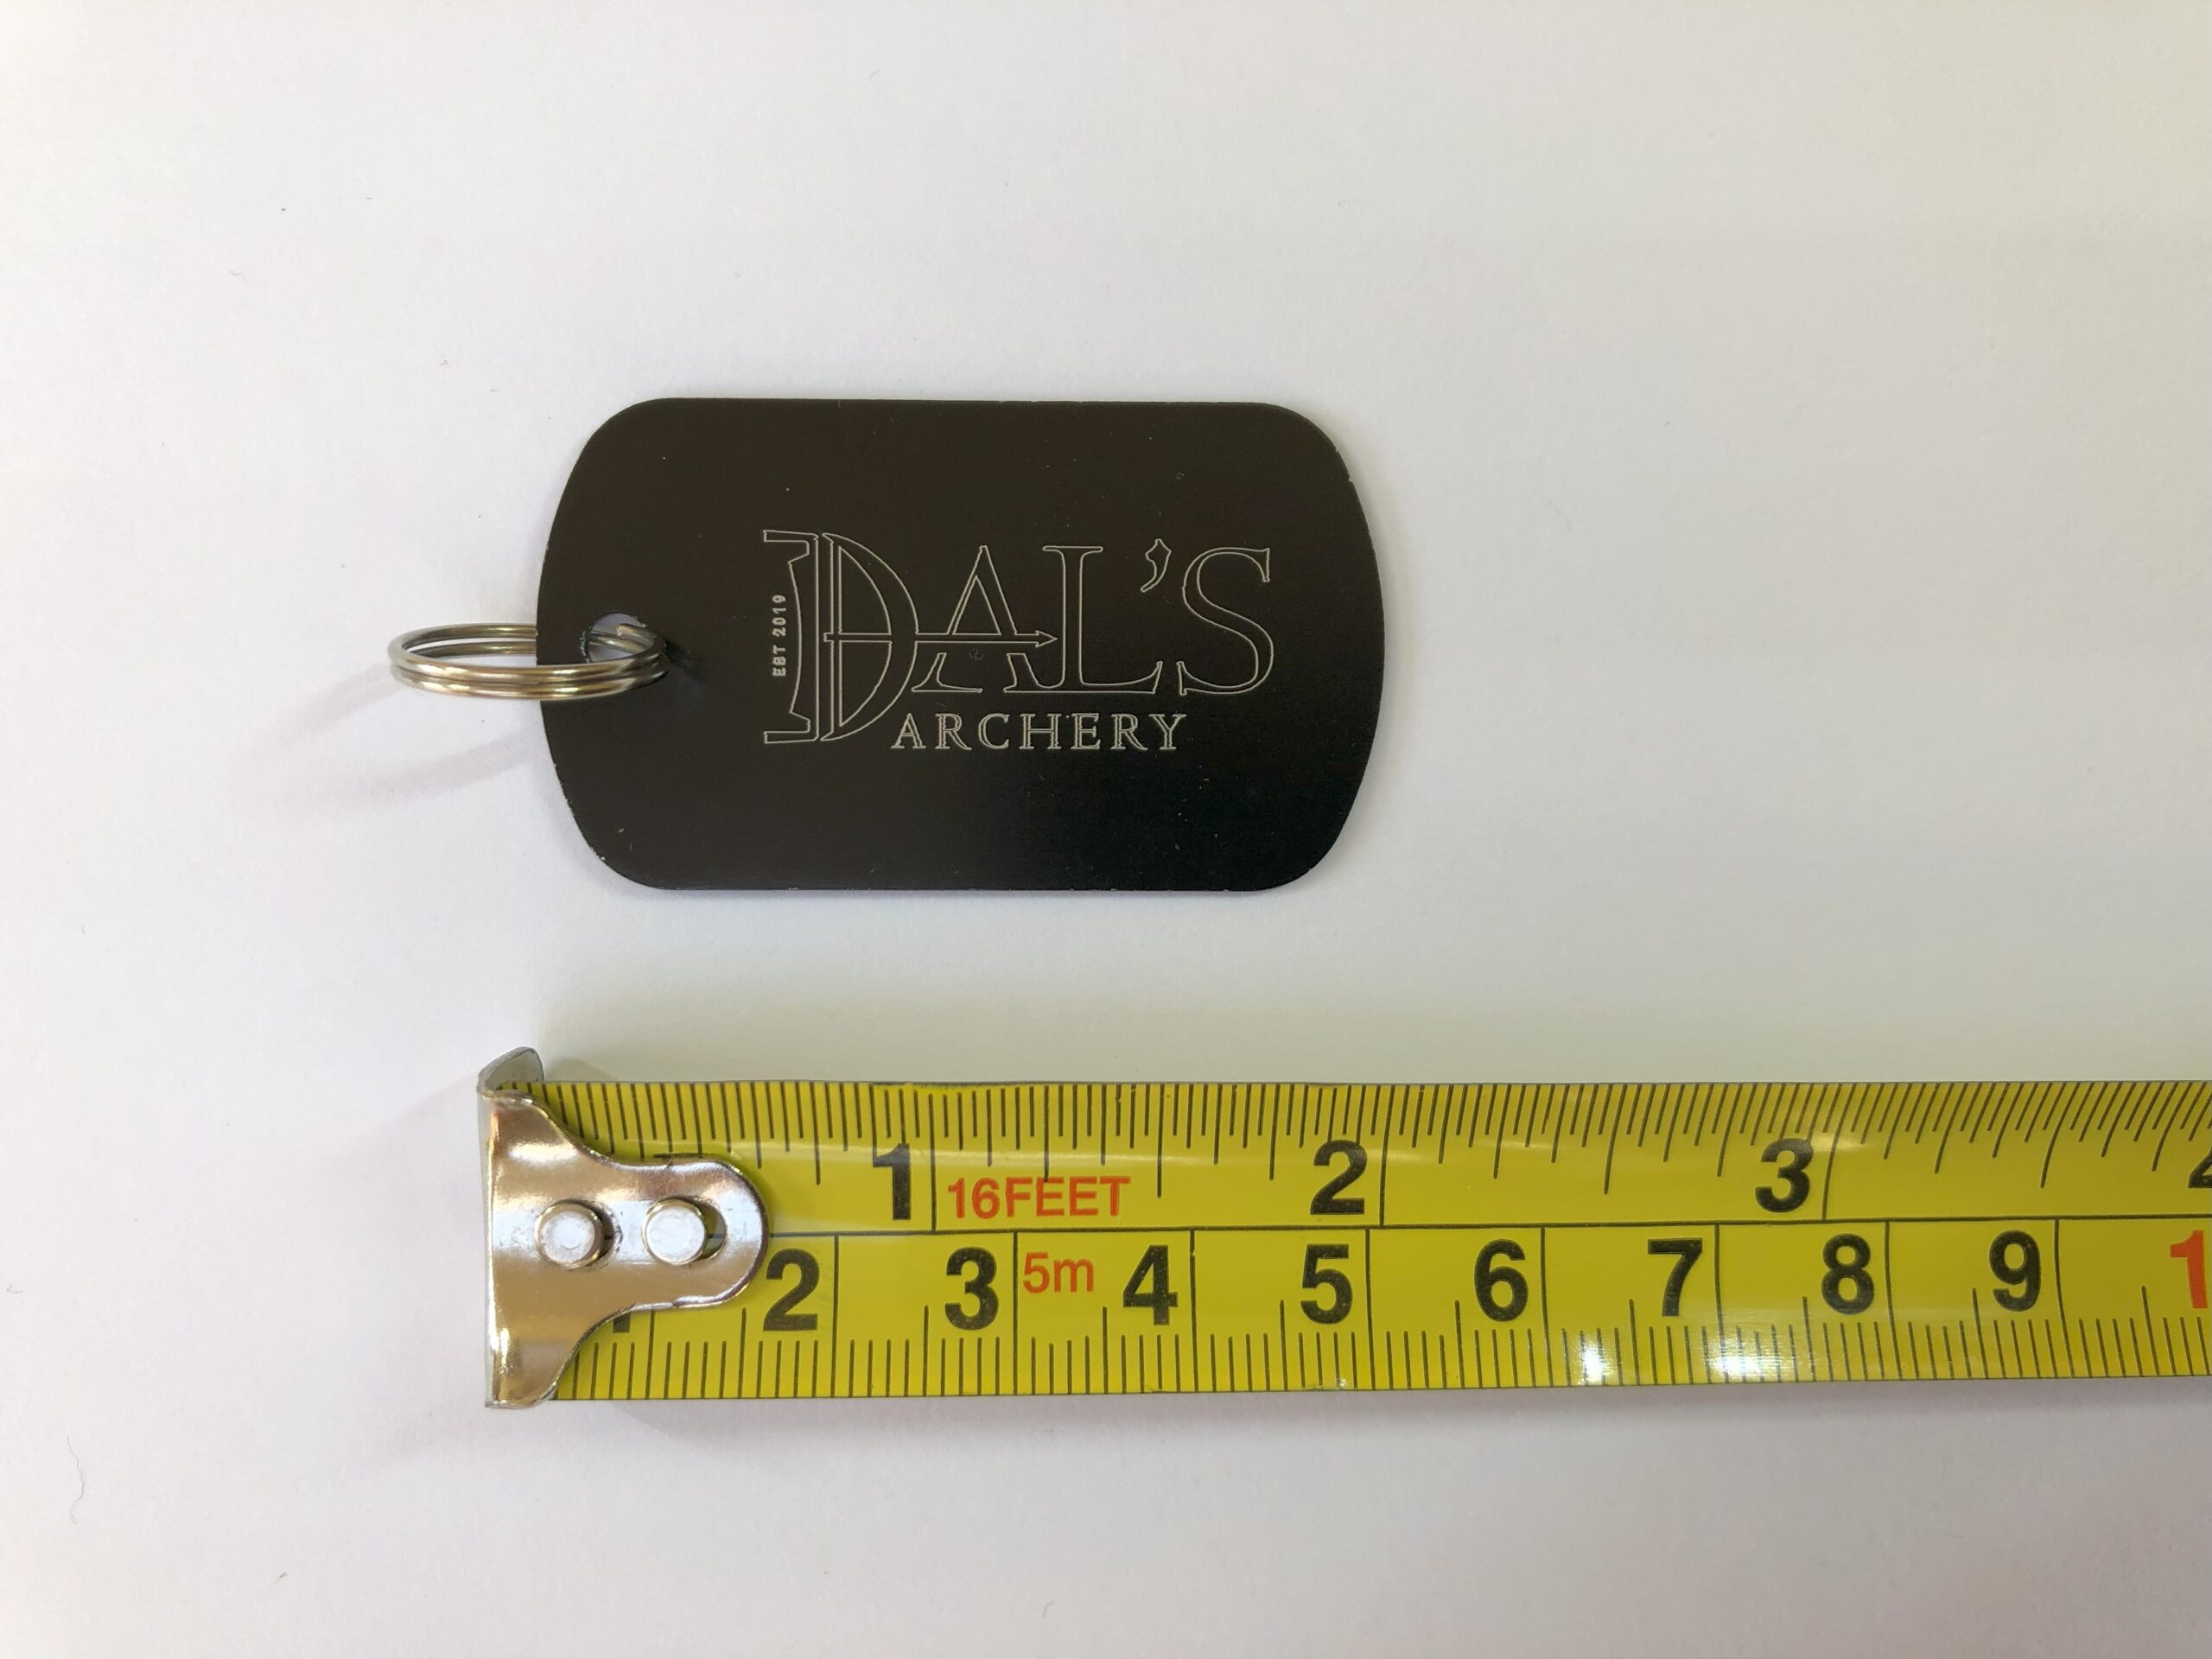 EST 2019
DAL'S
ARCHERY
1 16FEET 2 3
2 3 5m 4 5 6 7 8 9